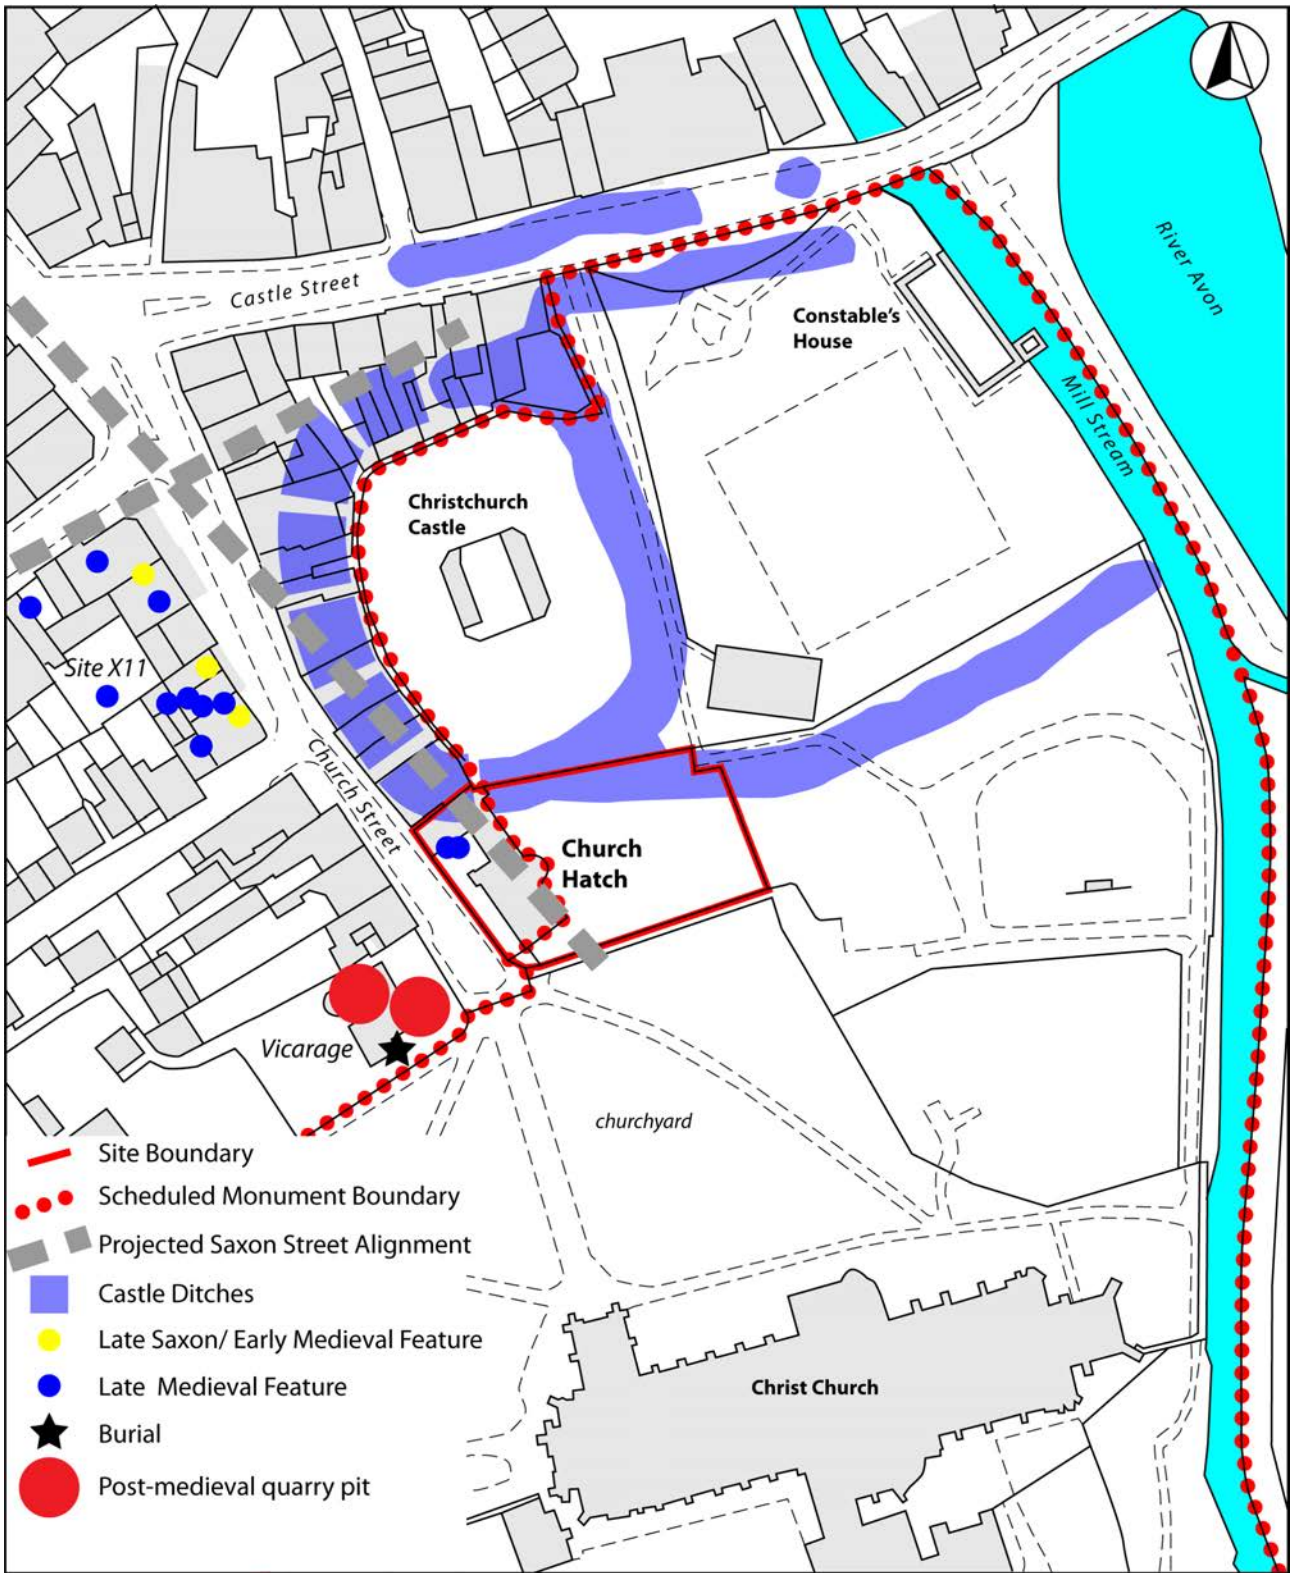 River Avon
Castle Street
Constable's
House
Mill Stream
Christchurch
Castle
Site X11
Church Street
Church
Hatch
Vicarage
churchyard
Site Boundary
Scheduled Monument Boundary
Projected Saxon Street Alignment
Castle Ditches
Late Saxon/ Early Medieval Feature
Late Medieval Feature
Burial
Post-medieval quarry pit
Christ Church